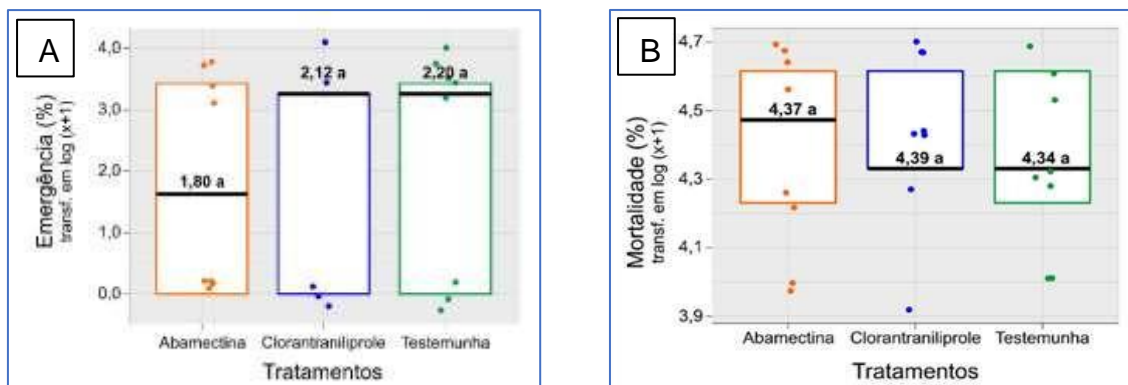 A
Emergência (%)
transf. em log (x+1)
4,0
3,0
2,0
1,0
0,0
1,80 a
2,12 a
2,20 a
Abamectina Clorantraniliprole Testemunha
Tratamentos
B
Mortalidade (%)
transf. em log (x+1)
4,7
4,5
4,3
4,1
3,9
4,37 a
4,39 a
4,34 a
Abamectina Clorantraniliprole Testemunha
Tratamentos